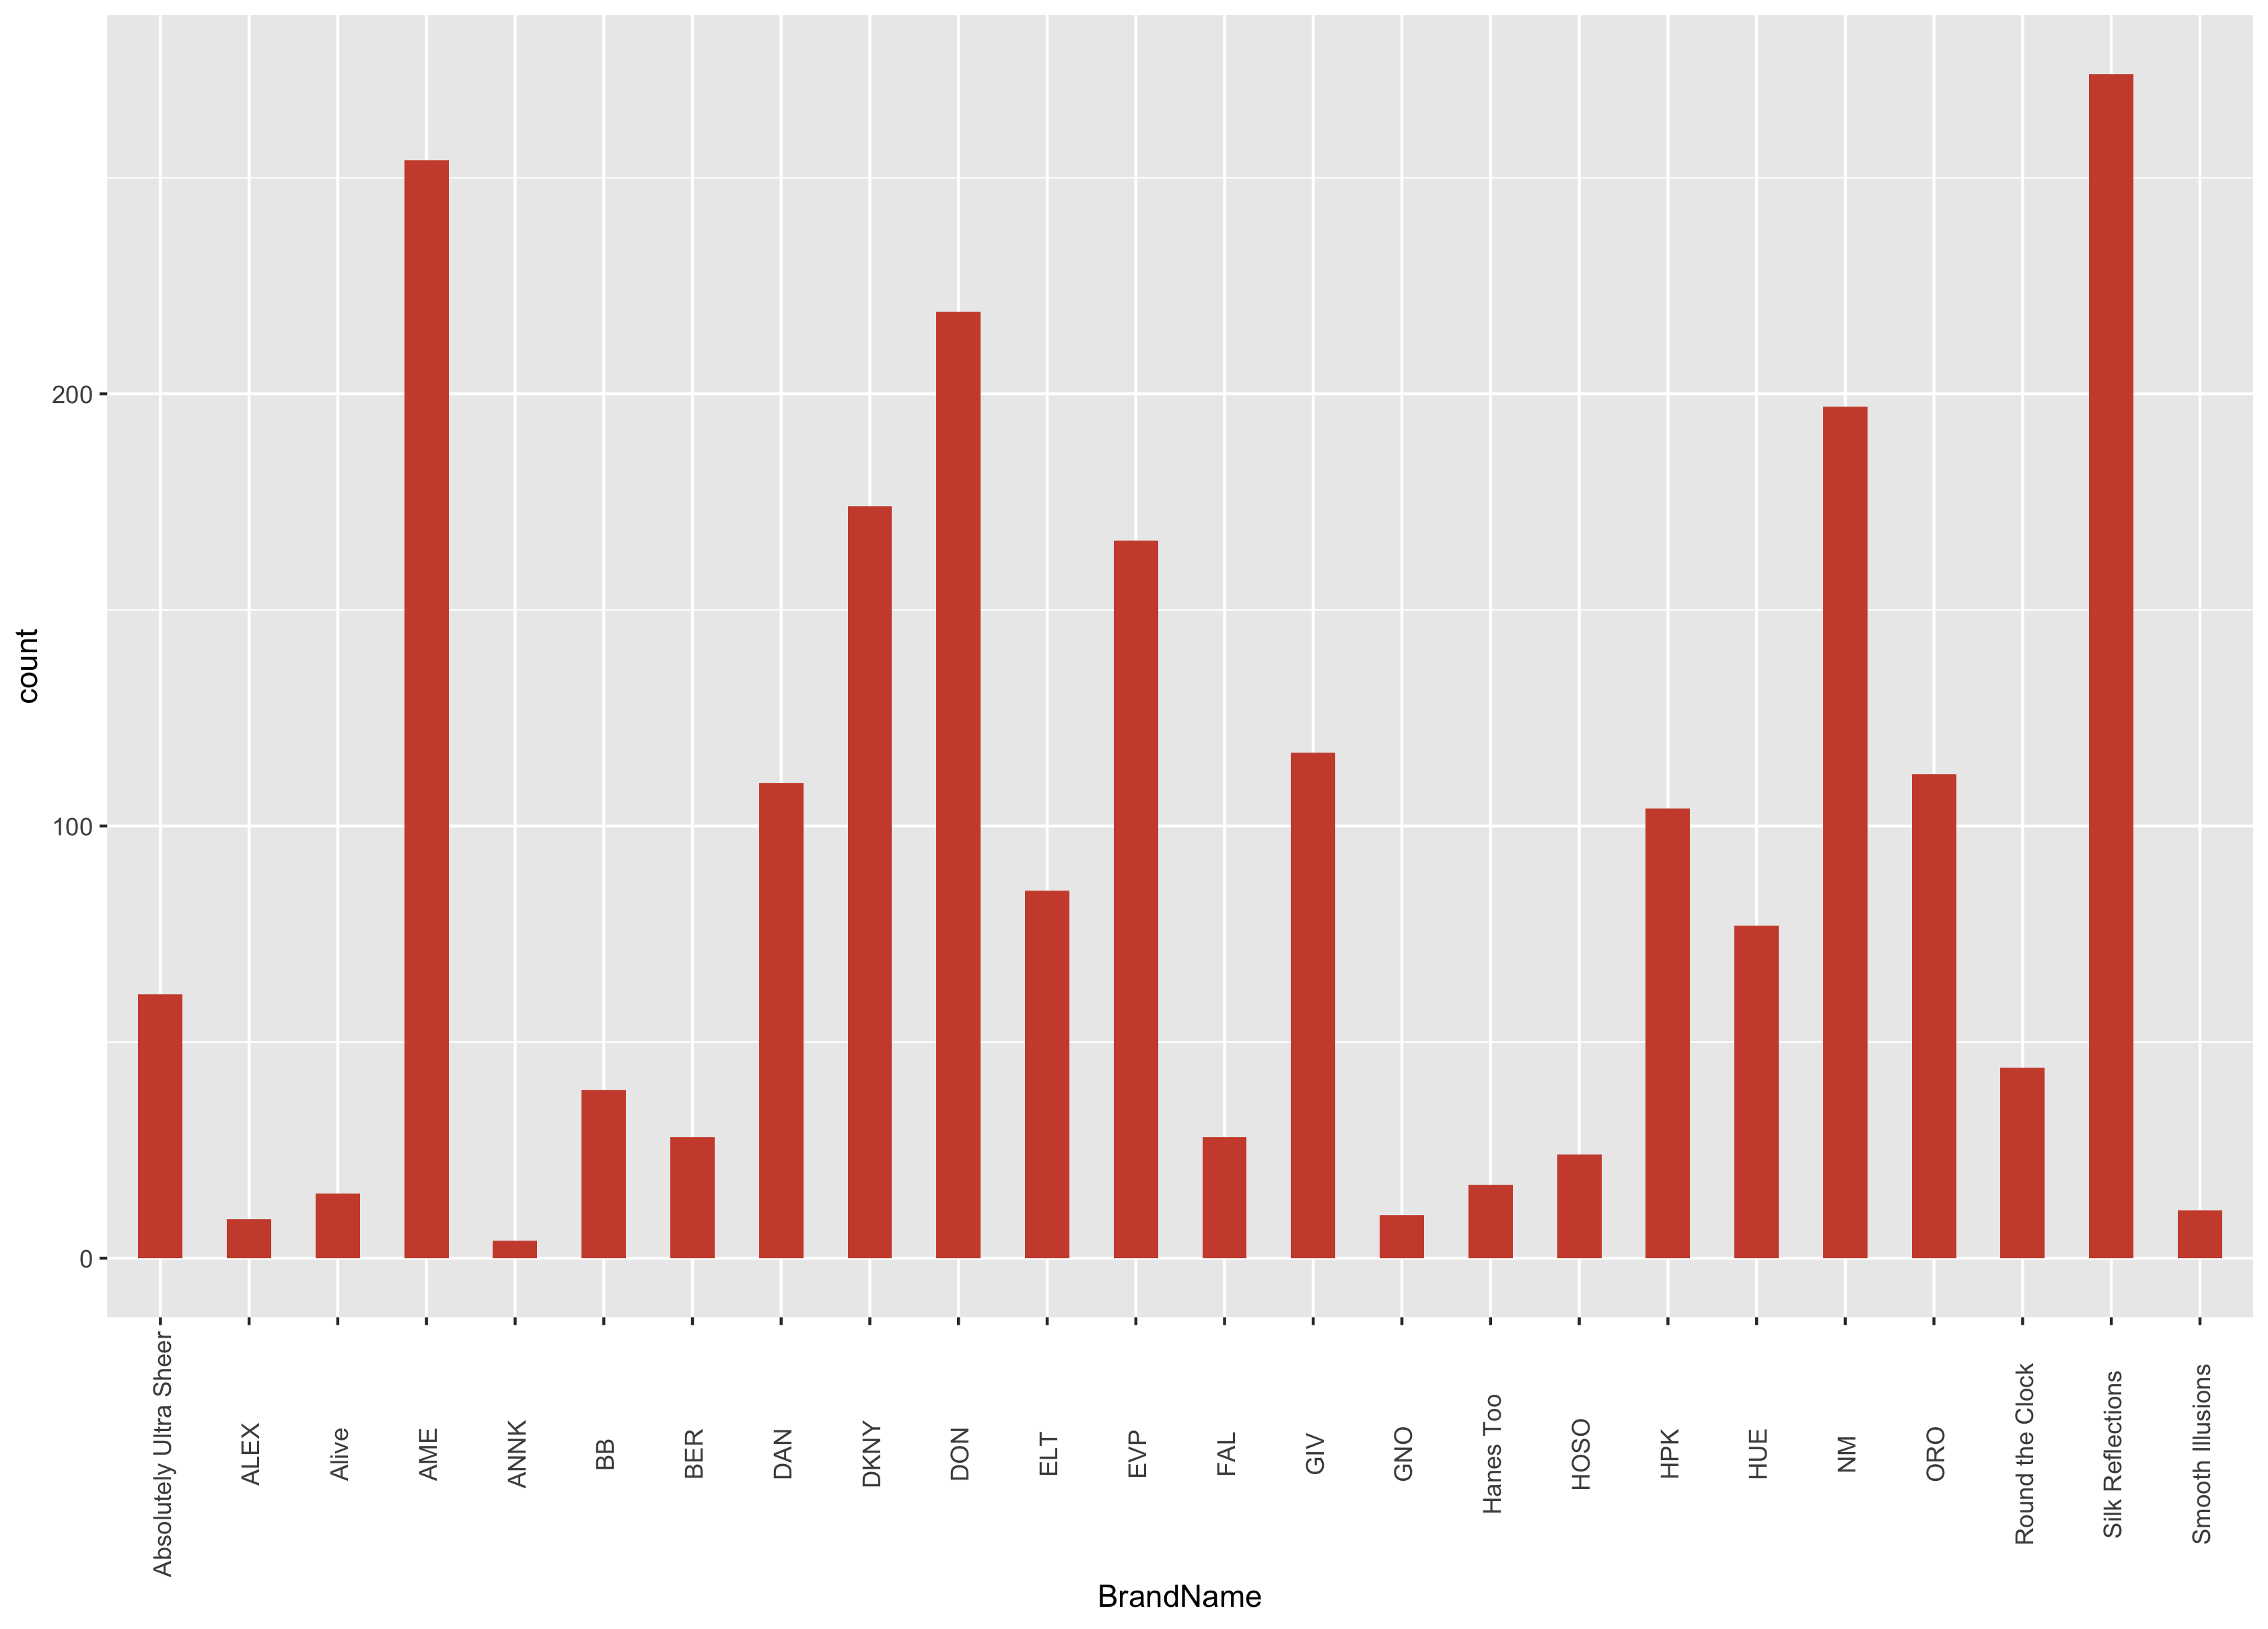 count
200
100
0
Absolutely Ultra Sheer
ALEX
Alive
AME
ANNK
BB
BER
DAN
DKNY
DON
ELT
EVP
FAL
GIV
GNO
Hanes Too
HOSO
HPK
HUE
NM
ORO
Round the Clock
Silk Reflections
Smooth Illusions
BrandName